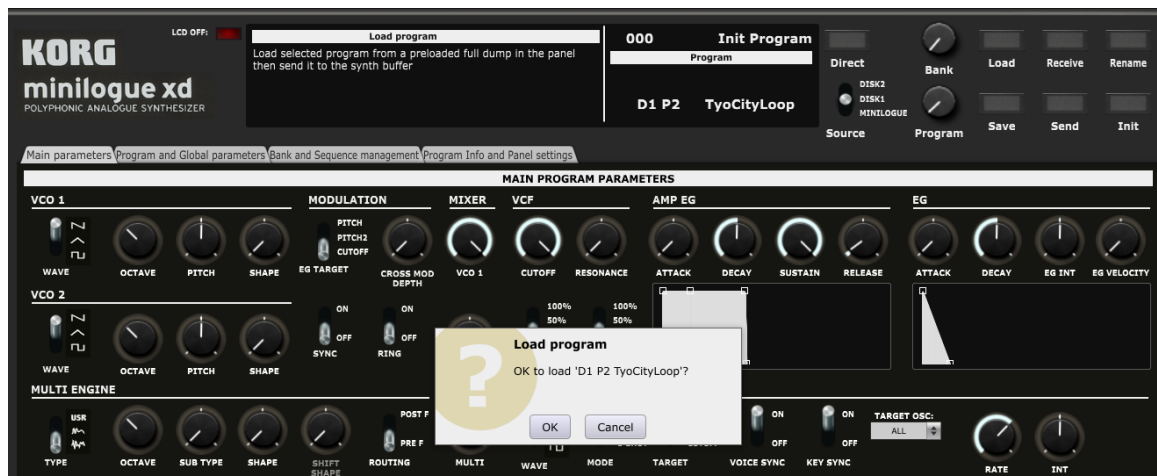 KORG
minilogue xd
POLYPHONIC ANALOGUE SYNTHESIZER
LCD OFF:
Load program
Load selected program from a preloaded full dump in the panel
then send it to the synth buffer
000 Init Program
Program
D1 P2 TyoCityLoop
Direct
DISK2
DISK1
MINILOGUE
Source
Bank
Program
Load
Receive
Rename
Save
Send
Init
Main parameters
Program and Global parameters
Bank and Sequence management
Program Info and Panel settings
MAIN PROGRAM PARAMETERS
VCO 1
WAVE
OCTAVE
PITCH
SHAPE
MODULATION
PITCH
PITCH2
CUTOFF
EG TARGET
CROSS MOD
DEPTH
MIXER
VCO 1
VCF
CUTOFF
RESONANCE
AMP EG
ATTACK
DECAY
SUSTAIN
RELEASE
EG
ATTACK
DECAY
EG INT
EG VELOCITY
VCO 2
WAVE
OCTAVE
PITCH
SHAPE
ON
OFF
SYNC
ON
OFF
RING
100%
50%
100%
50%
?
Load program
OK to load 'D1 P2 TyoCityLoop'?
OK
Cancel
MULTI ENGINE
USR
TYPE
OCTAVE
SUB TYPE
SHAPE
SHIFT
SHAPE
POST F
PRE F
ROUTING
MULTI
WAVE
MODE
TARGET
ON
OFF
VOICE SYNC
ON
OFF
KEY SYNC
TARGET OSC:
ALL
RATE
INT